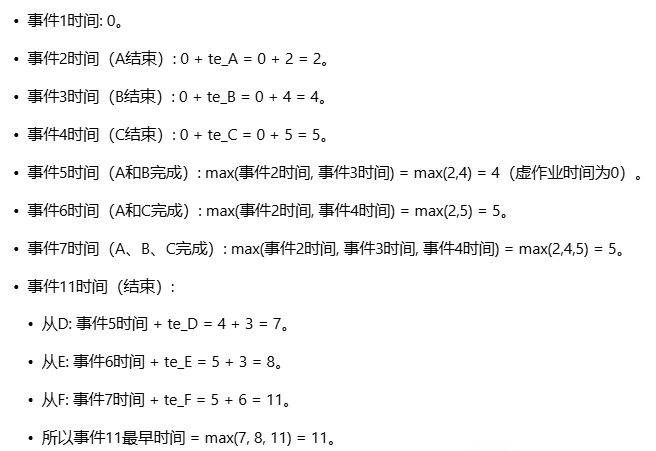 • 事件1时间: 0。
• 事件2时间（A结束）: 0 + te_A = 0 + 2 = 2。
• 事件3时间（B结束）: 0 + te_B = 0 + 4 = 4。
• 事件4时间（C结束）: 0 + te_C = 0 + 5 = 5。
• 事件5时间（A和B完成）: max(事件2时间, 事件3时间) = max(2,4) = 4（虚作业时间为0）。
• 事件6时间（A和C完成）: max(事件2时间, 事件4时间) = max(2,5) = 5。
• 事件7时间（A、B、C完成）: max(事件2时间, 事件3时间, 事件4时间) = max(2,4,5) = 5。
• 事件11时间（结束）:
• 从D: 事件5时间 + te_D = 4 + 3 = 7。
• 从E: 事件6时间 + te_E = 5 + 3 = 8。
• 从F: 事件7时间 + te_F = 5 + 6 = 11。
• 所以事件11最早时间 = max(7, 8, 11) = 11。